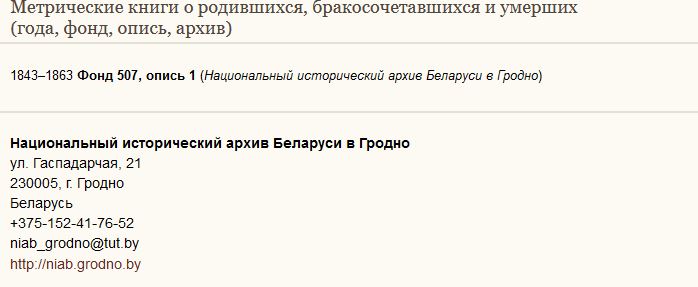 Метрические книги о родившихся, бракосочетавшихся и умерших
(года, фонд, опись, архив)
1843–1863 Фонд 507, опись 1 (Национальный исторический архив Беларуси в Гродно)
Национальный исторический архив Беларуси в Гродно
ул. Гаспадарчая, 21
230005, г. Гродно
Беларусь
+375-152-41-76-52
niab_grodno@tut.by
http://niab.grodno.by